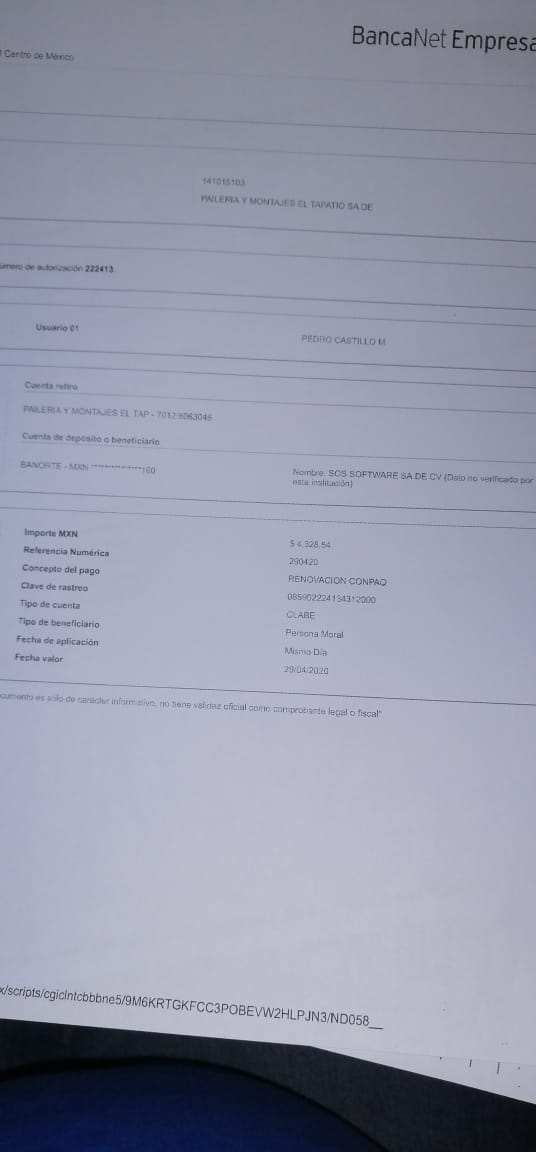 BancaNet Empresa
l Centro de México
141015103
PAILERIA Y MONTAJES EL TAPATIO SA DE
úmero de autorización 222413.
Usuario 01
PEDRO CASTILLO M
Cuenta retiro
PAILERIA Y MONTAJES EL TAP - 7012/6063046
Cuenta de depósito o beneficiario
BANORTE - MXN ****************160
Nombre: SOS SOFTWARE SA DE CV (Dato no verificado por
esta institución)
Importe MXN $ 4,328.54
Referencia Numérica 290420
Concepto del pago RENOVACION CONPAQ
Clave de rastreo 085902224134312000
Tipo de cuenta CLABE
Tipo de beneficiario Persona Moral
Fecha de aplicación Mismo Día
Fecha valor 29/04/2020
cumento es solo de carácter informativo, no tiene validez oficial como comprobante legal o fiscal"
x/scripts/cgiclntcbbbne5/9M6KRTGKFCC3POBEVW2HLPJN3/ND058__